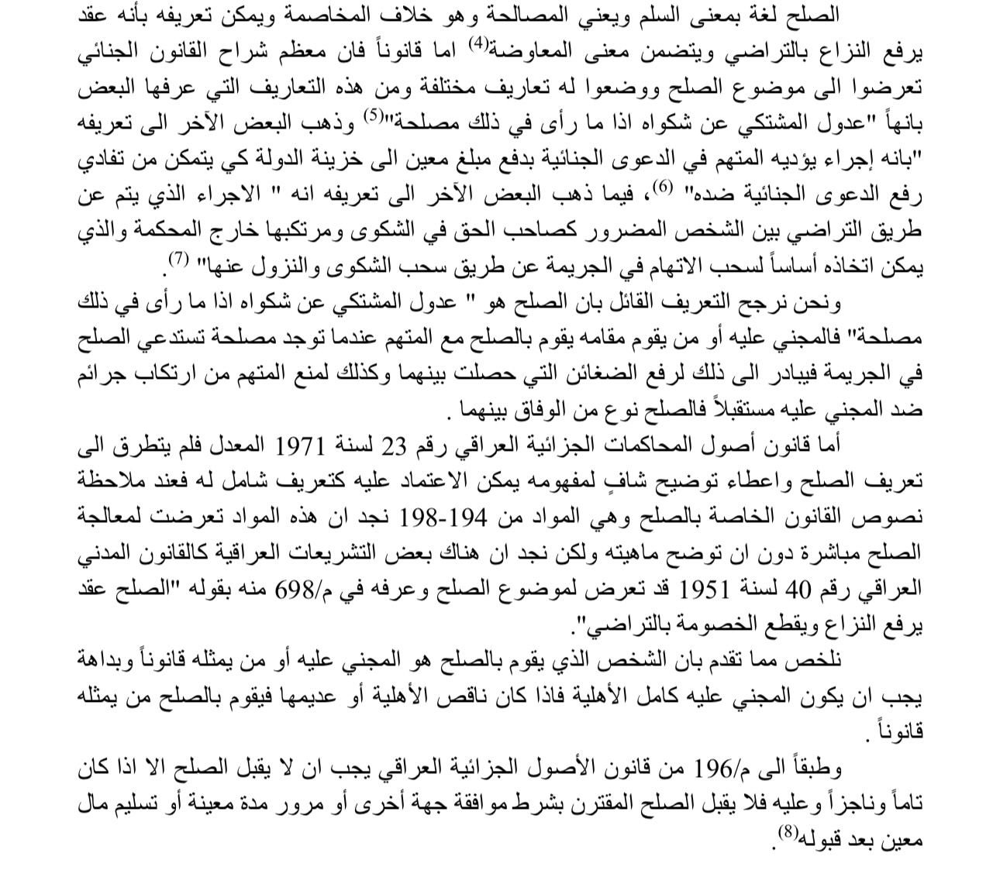 الصلح لغة بمعنى السلم ويعني المصالحة وهو خلاف المخاصمة ويمكن تعريفه بأنه عقد
يرفع النزاع بالتراضي ويتضمن معنى المعاوضة(4) اما قانوناً فان معظم شراح القانون الجنائي
تعرضوا الى موضوع الصلح ووضعوا له تعاريف مختلفة ومن هذه التعاريف التي عرفها البعض
بانهاً "عدول المشتكي عن شكواه اذا ما رأى في ذلك مصلحة"(5) وذهب البعض الآخر الى تعريفه
"بانه إجراء يؤديه المتهم في الدعوى الجنائية بدفع مبلغ معين الى خزينة الدولة كي يتمكن من تفادي
رفع الدعوى الجنائية ضده" (6)، فيما ذهب البعض الآخر الى تعريفه انه " الاجراء الذي يتم عن
طريق التراضي بين الشخص المضرور كصاحب الحق في الشكوى ومرتكبها خارج المحكمة والذي
يمكن اتخاذه أساساً لسحب الاتهام في الجريمة عن طريق سحب الشكوى والنزول عنها" (7).
ونحن نرجح التعريف القائل بان الصلح هو " عدول المشتكي عن شكواه اذا ما رأى في ذلك
مصلحة" فالمجني عليه أو من يقوم مقامه يقوم بالصلح مع المتهم عندما توجد مصلحة تستدعي الصلح
في الجريمة فيبادر الى ذلك لرفع الضغائن التي حصلت بينهما وكذلك لمنع المتهم من ارتكاب جرائم
ضد المجني عليه مستقبلاً فالصلح نوع من الوفاق بينهما .
أما قانون أصول المحاكمات الجزائية العراقي رقم 23 لسنة 1971 المعدل فلم يتطرق الى
تعريف الصلح واعطاء توضيح شافٍ لمفهومه يمكن الاعتماد عليه كتعريف شامل له فعند ملاحظة
نصوص القانون الخاصة بالصلح وهي المواد من 194-198 نجد ان هذه المواد تعرضت لمعالجة
الصلح مباشرة دون ان توضح ماهيته ولكن نجد ان هناك بعض التشريعات العراقية كالقانون المدني
العراقي رقم 40 لسنة 1951 قد تعرض لموضوع الصلح وعرفه في م/698 منه بقوله "الصلح عقد
يرفع النزاع ويقطع الخصومة بالتراضي".
نلخص مما تقدم بان الشخص الذي يقوم بالصلح هو المجني عليه أو من يمثله قانوناً وبداهة
يجب ان يكون المجني عليه كامل الأهلية فاذا كان ناقص الأهلية أو عديمها فيقوم بالصلح من يمثله
قانوناً .
وطبقاً الى م/196 من قانون الأصول الجزائية العراقي يجب ان لا يقبل الصلح الا اذا كان
تاماً وناجزاً وعليه فلا يقبل الصلح المقترن بشرط موافقة جهة أخرى أو مرور مدة معينة أو تسليم مال
معين بعد قبوله(8).